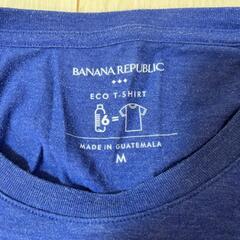 BANANA REPUBLIC
ECO T-SHIRT
6=
MADE IN GUATEMALA
M